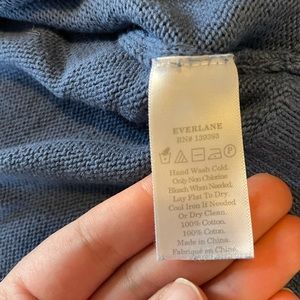 EVERLANE
RN# 139393
Hand Wash Cold.
Only Non Chlorine
Bleach When Needed.
Lay Flat To Dry.
Cool Iron If Needed
Or Dry Clean.
100% Cotton.
100% Coton.
Made in China.
Fabriqué en Chine.